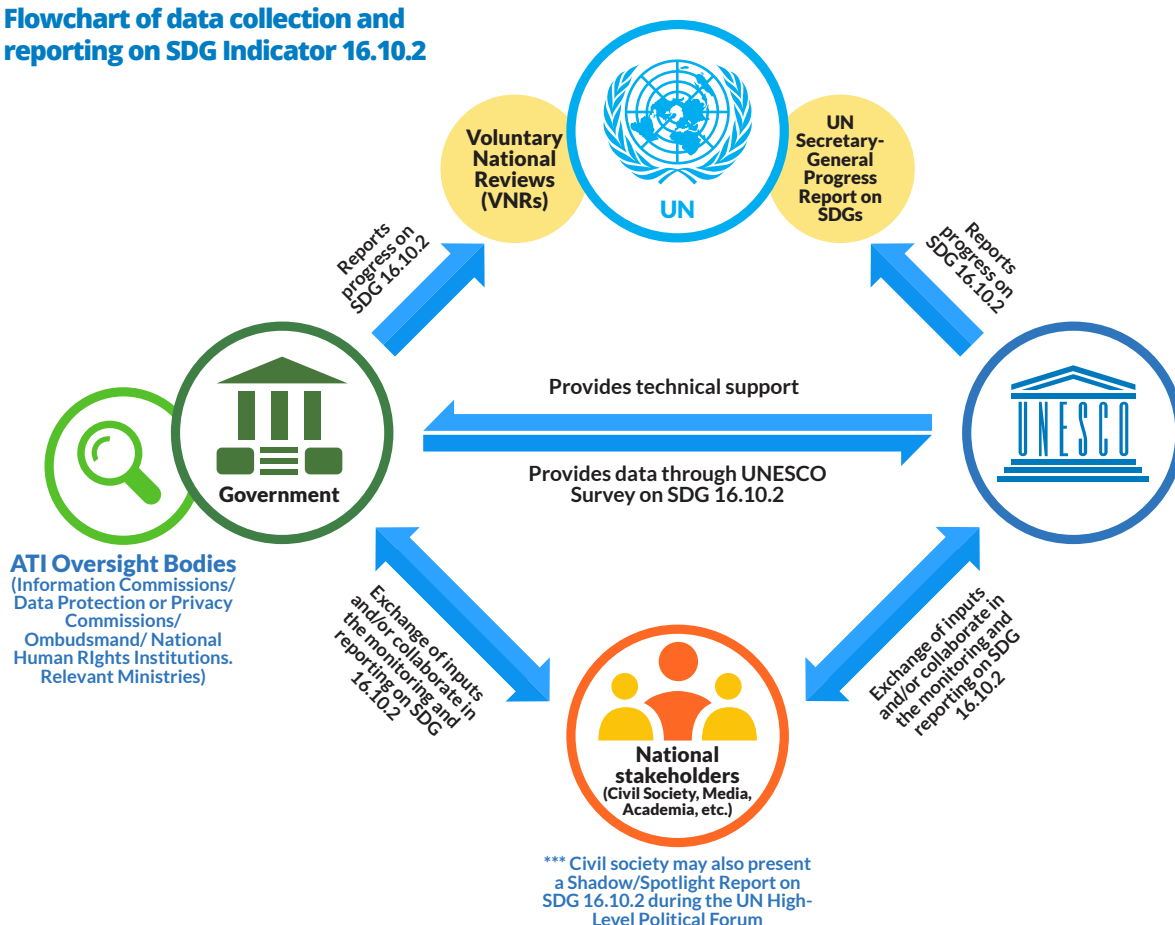 Flowchart of data collection and
reporting on SDG Indicator 16.10.2
Voluntary
National
Reviews
(VNRs)
UN
UN
Secretary-
General
Progress
Report on
SDGs
Reports
progress on
SDG 16.10.2
Reports
progress on
SDG 16.10.2
Government
Provides technical support
Provides data through UNESCO
Survey on SDG 16.10.2
UNESCO
ATI Oversight Bodies
(Information Commissions/
Data Protection or Privacy
Commissions/
Ombudsmand/ National
Human RIghts Institutions.
Relevant Ministries)
Exchange of inputs
and/or collaborate in
the monitoring and
reporting on SDG
16.10.2
Exchange of inputs
and/or collaborate in
the monitoring and
reporting on SDG
16.10.2
National
stakeholders
(Civil Society, Media,
Academia, etc.)
*** Civil society may also present
a Shadow/Spotlight Report on
SDG 16.10.2 during the UN High-
Level Political Forum